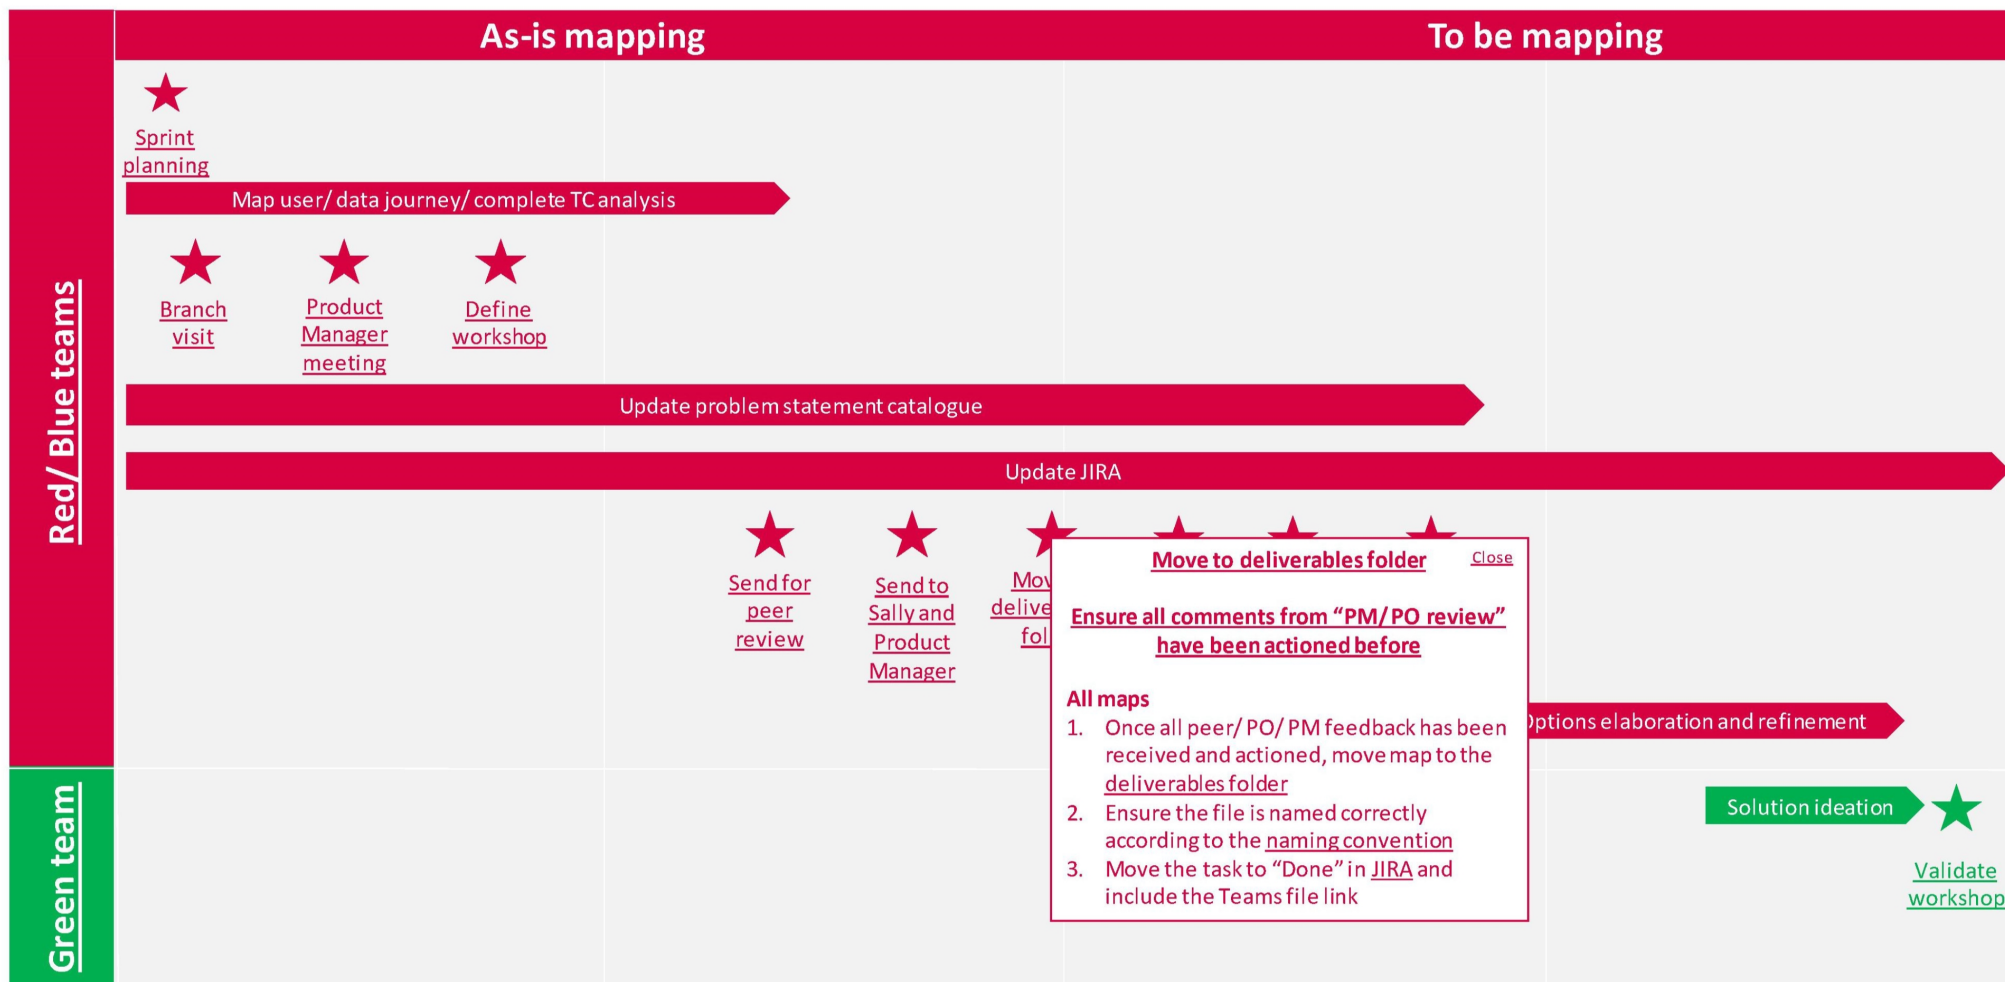 As-is mapping
To be mapping
Red/ Blue teams
Sprint
planning
Map user/ data journey/ complete TC analysis
Branch
visit
Product
Manager
meeting
Define
workshop
Update problem statement catalogue
Update JIRA
Send for
peer
review
Send to
Sally and
Product
Manager
Move to deliverables folder
Close
Ensure all comments from “PM/ PO review”
have been actioned before
All maps
1. Once all peer/ PO/ PM feedback has been
received and actioned, move map to the
deliverables folder
2. Ensure the file is named correctly
according to the naming convention
3. Move the task to “Done” in JIRA and
include the Teams file link
Options elaboration and refinement
Green team
Solution ideation
Validate
workshop